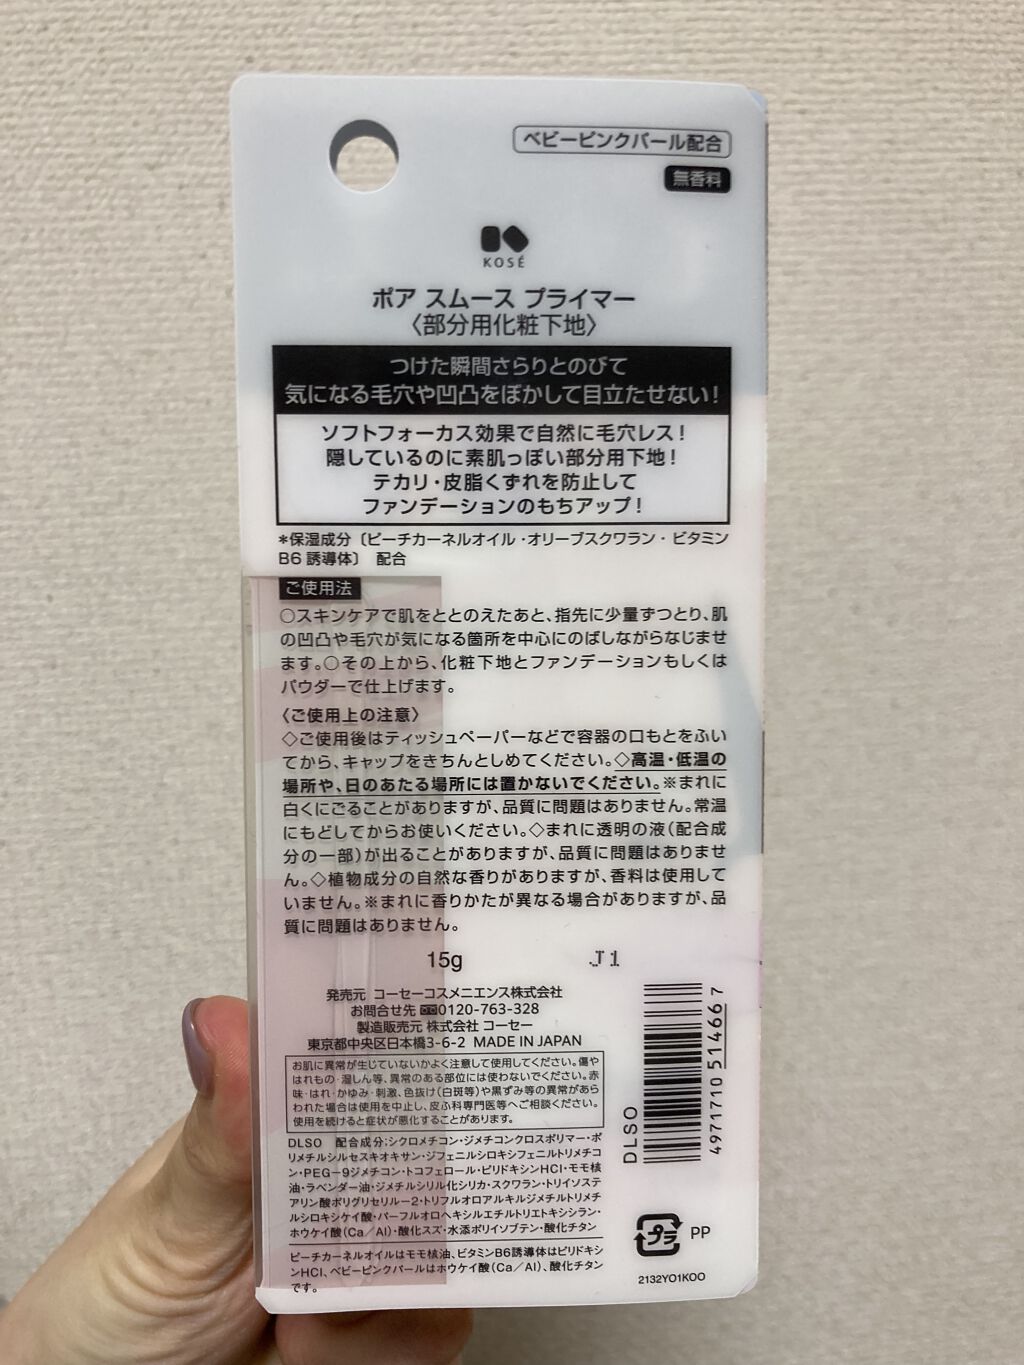 ベビーピンクパール配合
無香料
KOSÉ
ポア スムース プライマー
〈部分用化粧下地〉
つけた瞬間さらりとのびて
気になる毛穴や凹凸をぼかして目立たせない!
ソフトフォーカス効果で自然に毛穴レス!
隠しているのに素肌っぽい部分用下地!
テカリ・皮脂くずれを防止して
ファンデーションのもちアップ!
*保湿成分〔ピーチカーネルオイル・オリーブスクワラン・ビタミン
B6 誘導体〕 配合
ご使用法
○スキンケアで肌をととのえたあと、指先に少量ずつとり、肌
の凹凸や毛穴が気になる箇所を中心にのばしながらなじませ
ます。○その上から、化粧下地とファンデーションもしくは
パウダーで仕上げます。
〈ご使用上の注意〉
◇ご使用後はティッシュペーパーなどで容器の口もとをふい
てから、キャップをきちんとしめてください。◇高温・低温の
場所や、日のあたる場所には置かないでください。※まれに
白くにごることがありますが、品質に問題はありません。常温
にもどしてからお使いください。◇まれに透明の液(配合成
分の一部)が出ることがありますが、品質に問題はありませ
ん。◇植物成分の自然な香りがありますが、香料は使用して
いません。※まれに香りかたが異なる場合がありますが、品
質に問題はありません。
15g
J1
発売元 コーセーコスメニエンス株式会社
お問合せ先 0120-763-328
製造販売元 株式会社 コーセー
東京都中央区日本橋3-6-2 MADE IN JAPAN
お肌に異常が生じていないかよく注意して使用してください。傷や
はれもの・湿しん等、異常のある部位には使わないでください。赤
味・はれ・かゆみ・刺激、色抜け(白斑等)や黒ずみ等の異常があら
われた場合は使用を中止し、皮ふ科専門医等へご相談ください。
使用を続けると症状が悪化することがあります。
DLSO 配合成分:シクロメチコン・ジメチコンクロスポリマー・ポ
リメチルシルセスキオキサン・ジフェニルシロキシフェニルトリメチコ
ン・PEG-9ジメチコン・トコフェロール・ピリドキシンHCI・モモ核
油・ラベンダー油・ジメチルシリル化シリカ・スクワラン・トリイソステ
アリン酸ポリグリセリル-2・トリフルオロアルキルジメチルトリメチ
ルシロキシケイ酸・パーフルオロヘキシルエチルトリエトキシシラン・
ホウケイ酸(Ca/Al)・酸化スズ・水添ポリイソブテン・酸化チタン
ピーチカーネルオイルはモモ核油、ビタミンB6誘導体はピリドキシ
ンHCI、ベビーピンクパールはホウケイ酸(Ca/Al)、酸化チタン
です。
DLSO
4971710 514667
プラ
PP
2132YO1KOO